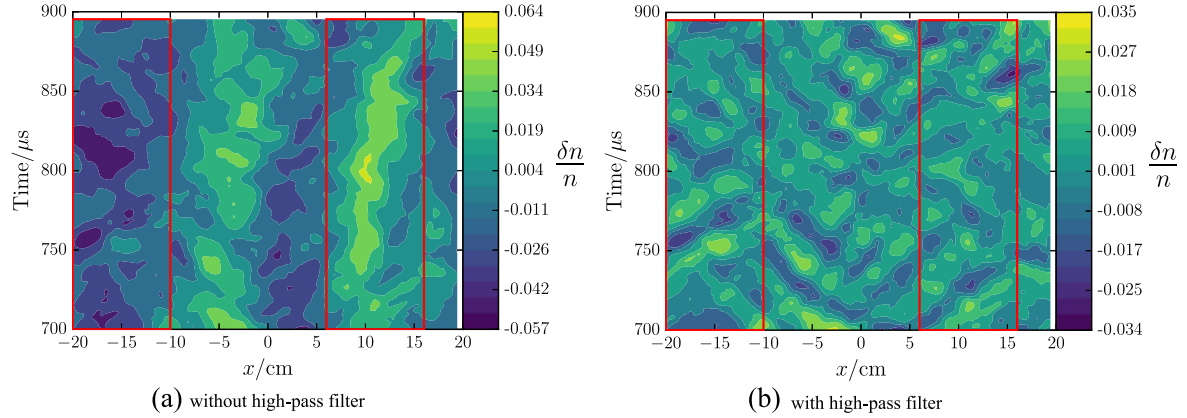 900
850
800
750
700
Time/μs
−20 −15 −10 −5 0 5 10 15 20
x/cm
0.064
0.049
0.034
0.019
0.004
-0.011
-0.026
-0.042
-0.057
δn
n
(a) without high-pass filter
900
850
800
750
700
Time/μs
−20 −15 −10 −5 0 5 10 15 20
x/cm
0.035
0.027
0.018
0.009
0.001
-0.008
-0.017
-0.025
-0.034
δn
n
(b) with high-pass filter